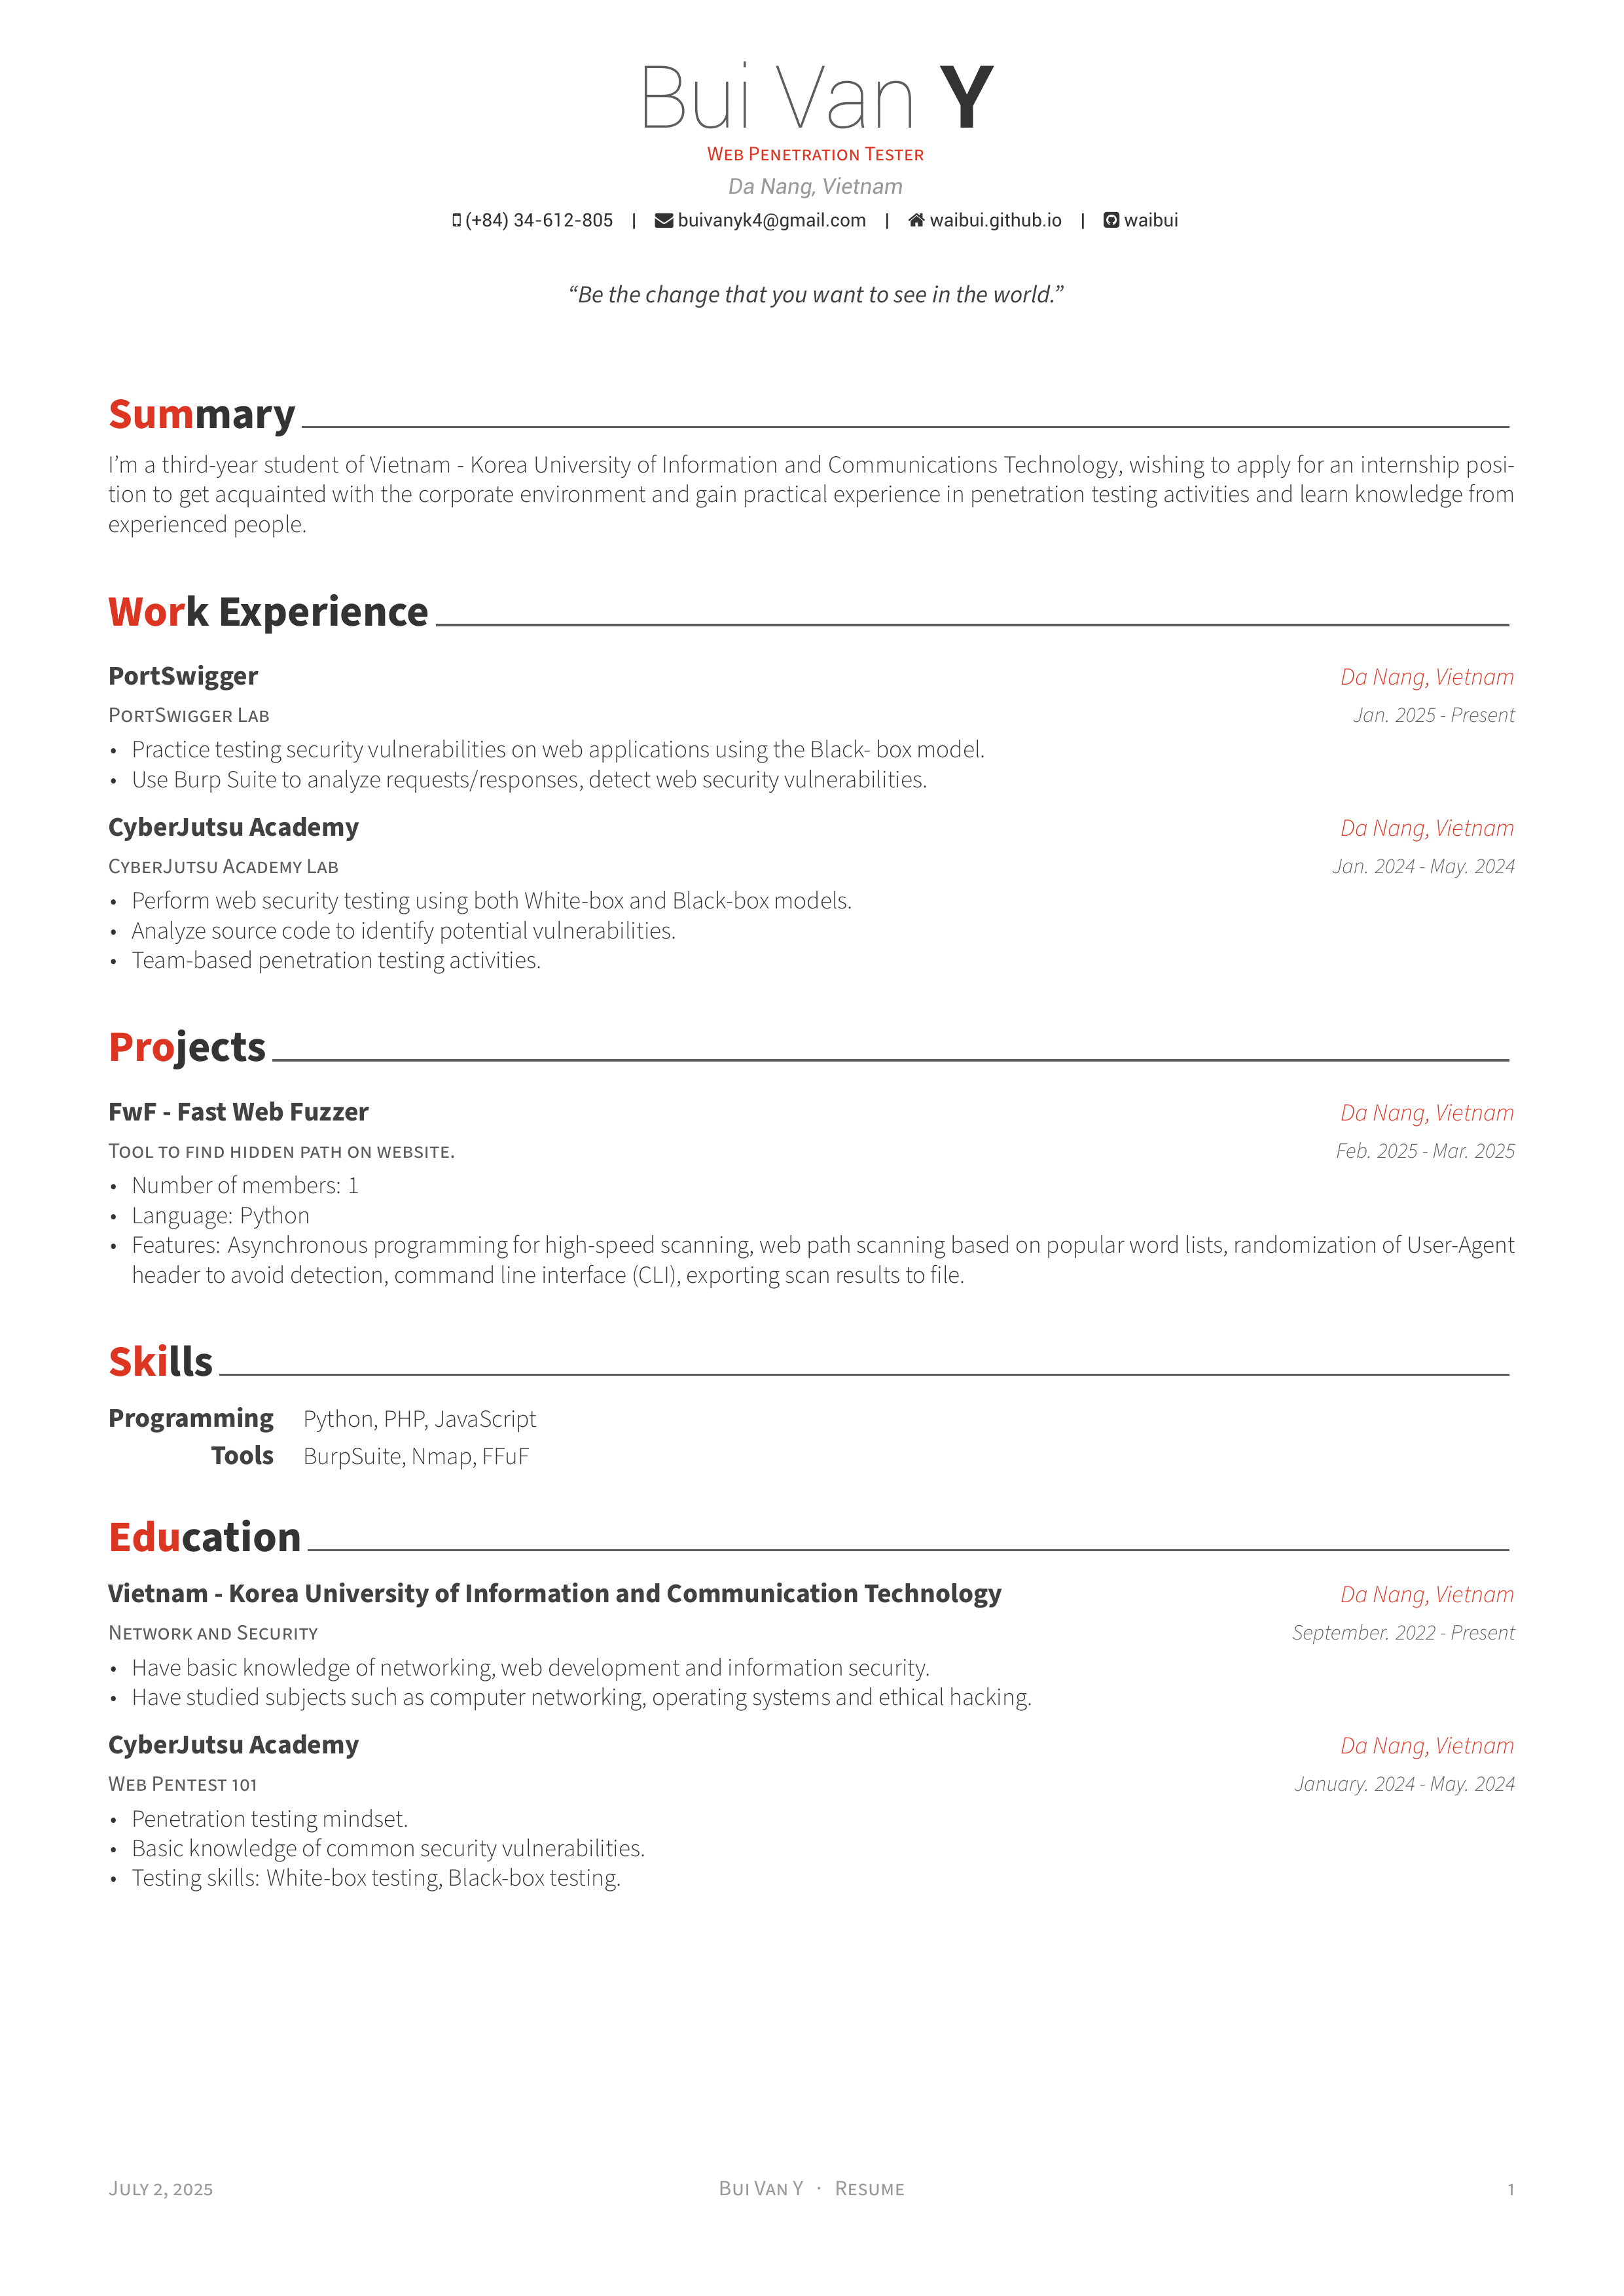 Bui Van Y
Web Penetration Tester
Da Nang, Vietnam
(+84) 34-612-805 | buivanyk4@gmail.com | waibui.github.io | waibui
“Be the change that you want to see in the world.”
Summary
I’m a third-year student of Vietnam - Korea University of Information and Communications Technology, wishing to apply for an internship posi-
tion to get acquainted with the corporate environment and gain practical experience in penetration testing activities and learn knowledge from
experienced people.
Work Experience
PortSwigger Da Nang, Vietnam
PortSwigger Lab Jan. 2025 - Present
• Practice testing security vulnerabilities on web applications using the Black- box model.
• Use Burp Suite to analyze requests/responses, detect web security vulnerabilities.
CyberJutsu Academy Da Nang, Vietnam
CyberJutsu Academy Lab Jan. 2024 - May. 2024
• Perform web security testing using both White-box and Black-box models.
• Analyze source code to identify potential vulnerabilities.
• Team-based penetration testing activities.
Projects
FwF - Fast Web Fuzzer Da Nang, Vietnam
Tool to find hidden path on website. Feb. 2025 - Mar. 2025
• Number of members: 1
• Language: Python
• Features: Asynchronous programming for high-speed scanning, web path scanning based on popular word lists, randomization of User-Agent
header to avoid detection, command line interface (CLI), exporting scan results to file.
Skills
Programming Python, PHP, JavaScript
Tools BurpSuite, Nmap, FFuF
Education
Vietnam - Korea University of Information and Communication Technology Da Nang, Vietnam
Network and Security September. 2022 - Present
• Have basic knowledge of networking, web development and information security.
• Have studied subjects such as computer networking, operating systems and ethical hacking.
CyberJutsu Academy Da Nang, Vietnam
Web Pentest 101 January. 2024 - May. 2024
• Penetration testing mindset.
• Basic knowledge of common security vulnerabilities.
• Testing skills: White-box testing, Black-box testing.
July 2, 2025 Bui Van Y · Resume 1